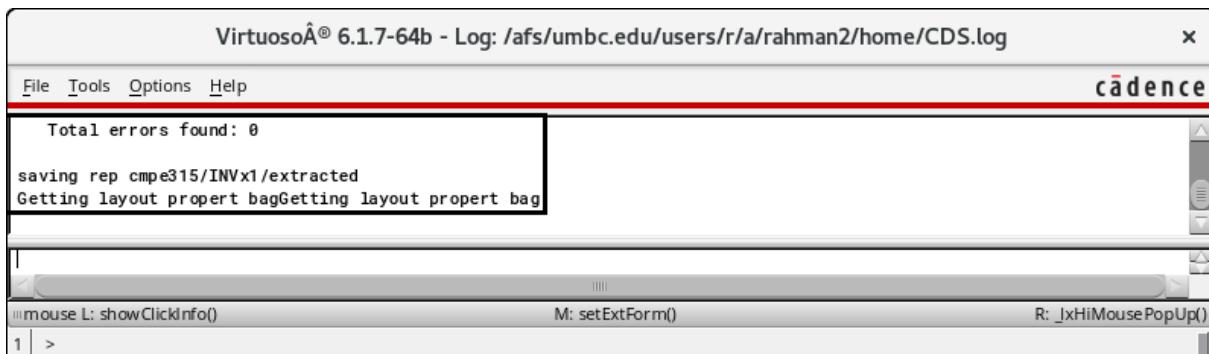 VirtuosoÂ® 6.1.7-64b - Log: /afs/umbc.edu/users/r/a/rahman2/home/CDS.log ×
File Tools Options Help cādence
Total errors found: 0
saving rep cmpe315/INVx1/extracted
Getting layout propert bagGetting layout propert bag
mouse L: showClickInfo() M: setExtForm() R: _lxHiMousePopUp()
1 >